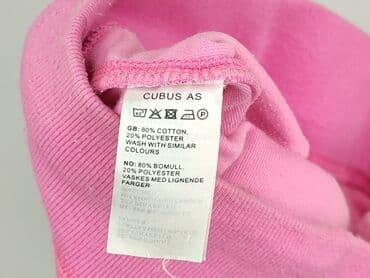 CUBUS AS
GB: 80% COTTON,
20% POLYESTER
WASH WITH SIMILAR
COLOURS
NO: 80% BOMULL,
20% POLYESTER
VASKES MED LIGNENDE
FARGER